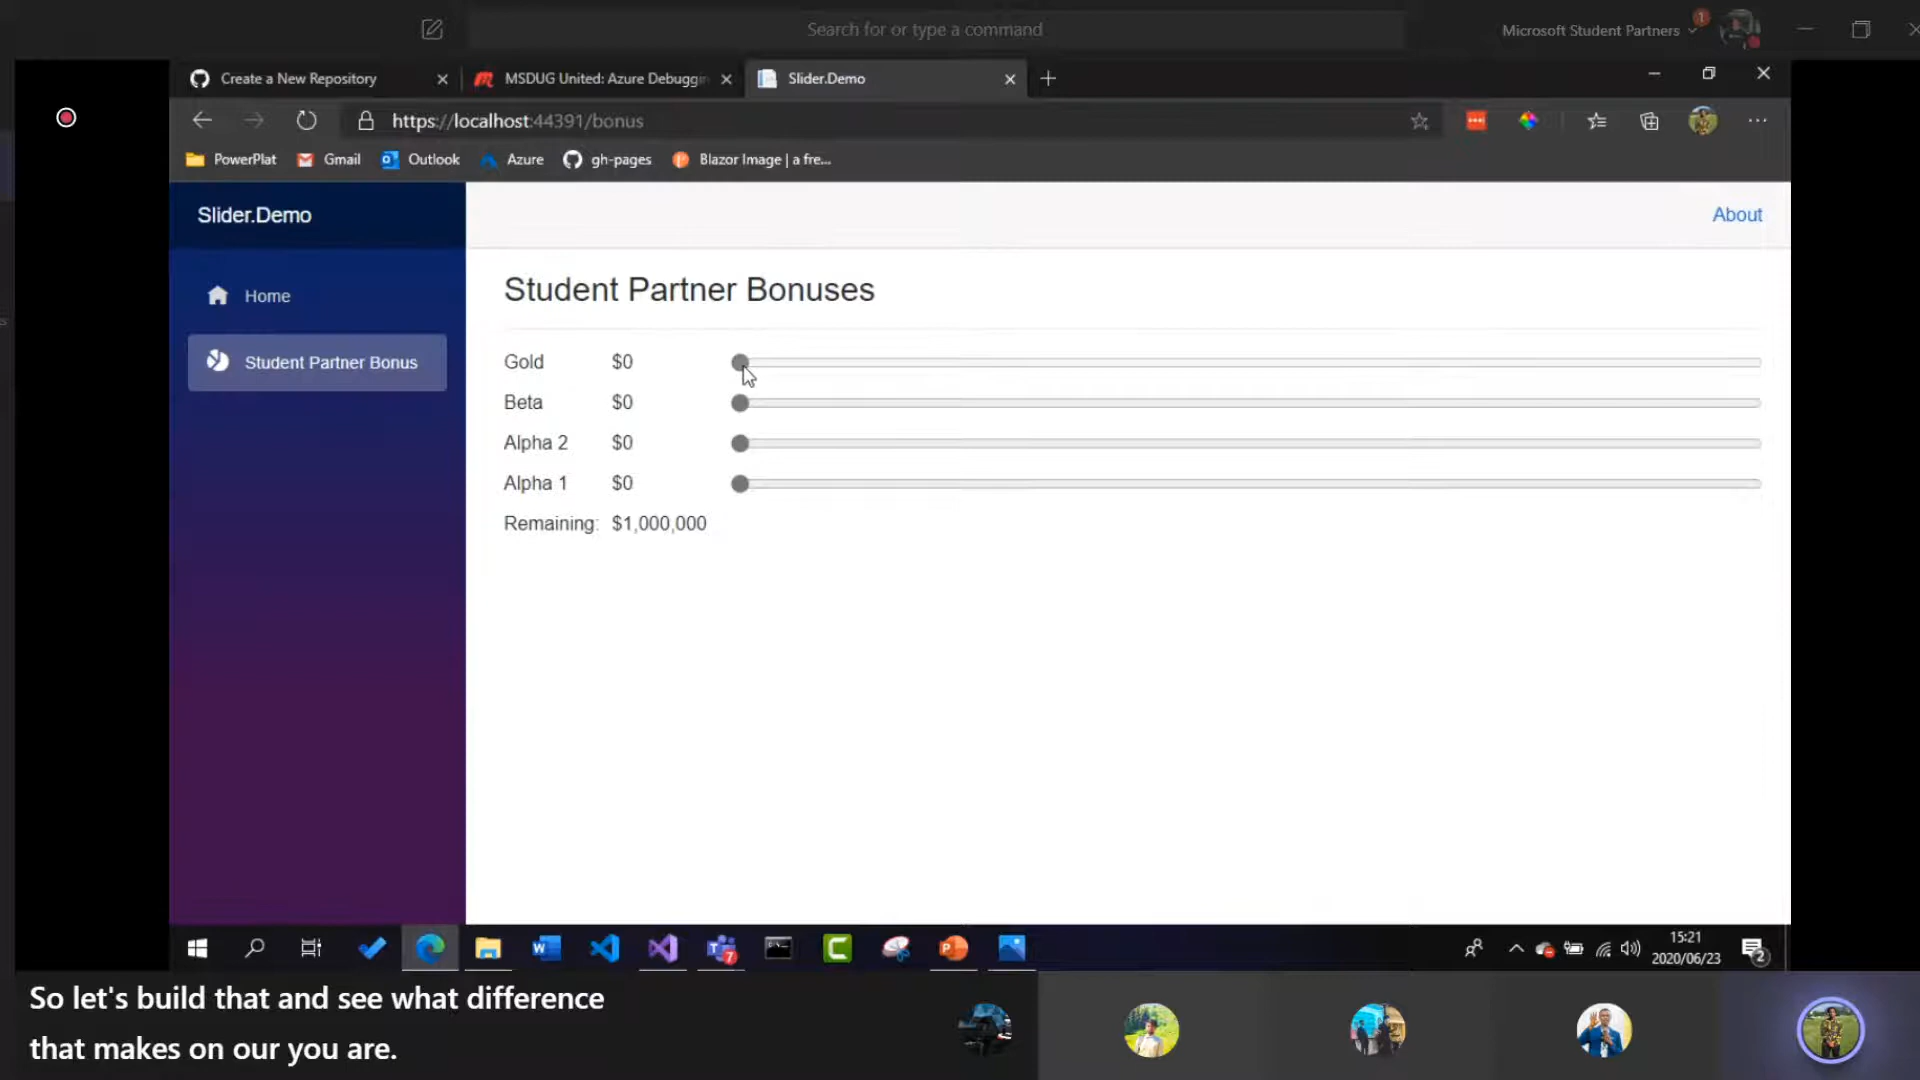 Search for or type a command
Microsoft Student Partners
1
Create a New Repository
MSDUG United: Azure Debuggin
Slider.Demo
https://localhost:44391/bonus
PowerPlat
Gmail
Outlook
Azure
gh-pages
Blazor Image | a fre...
Slider.Demo
About
Home
Student Partner Bonus
Student Partner Bonuses
Gold $0
Beta $0
Alpha 2 $0
Alpha 1 $0
Remaining: $1,000,000
7
15:21
2020/06/23
2
So let's build that and see what difference
that makes on our you are.